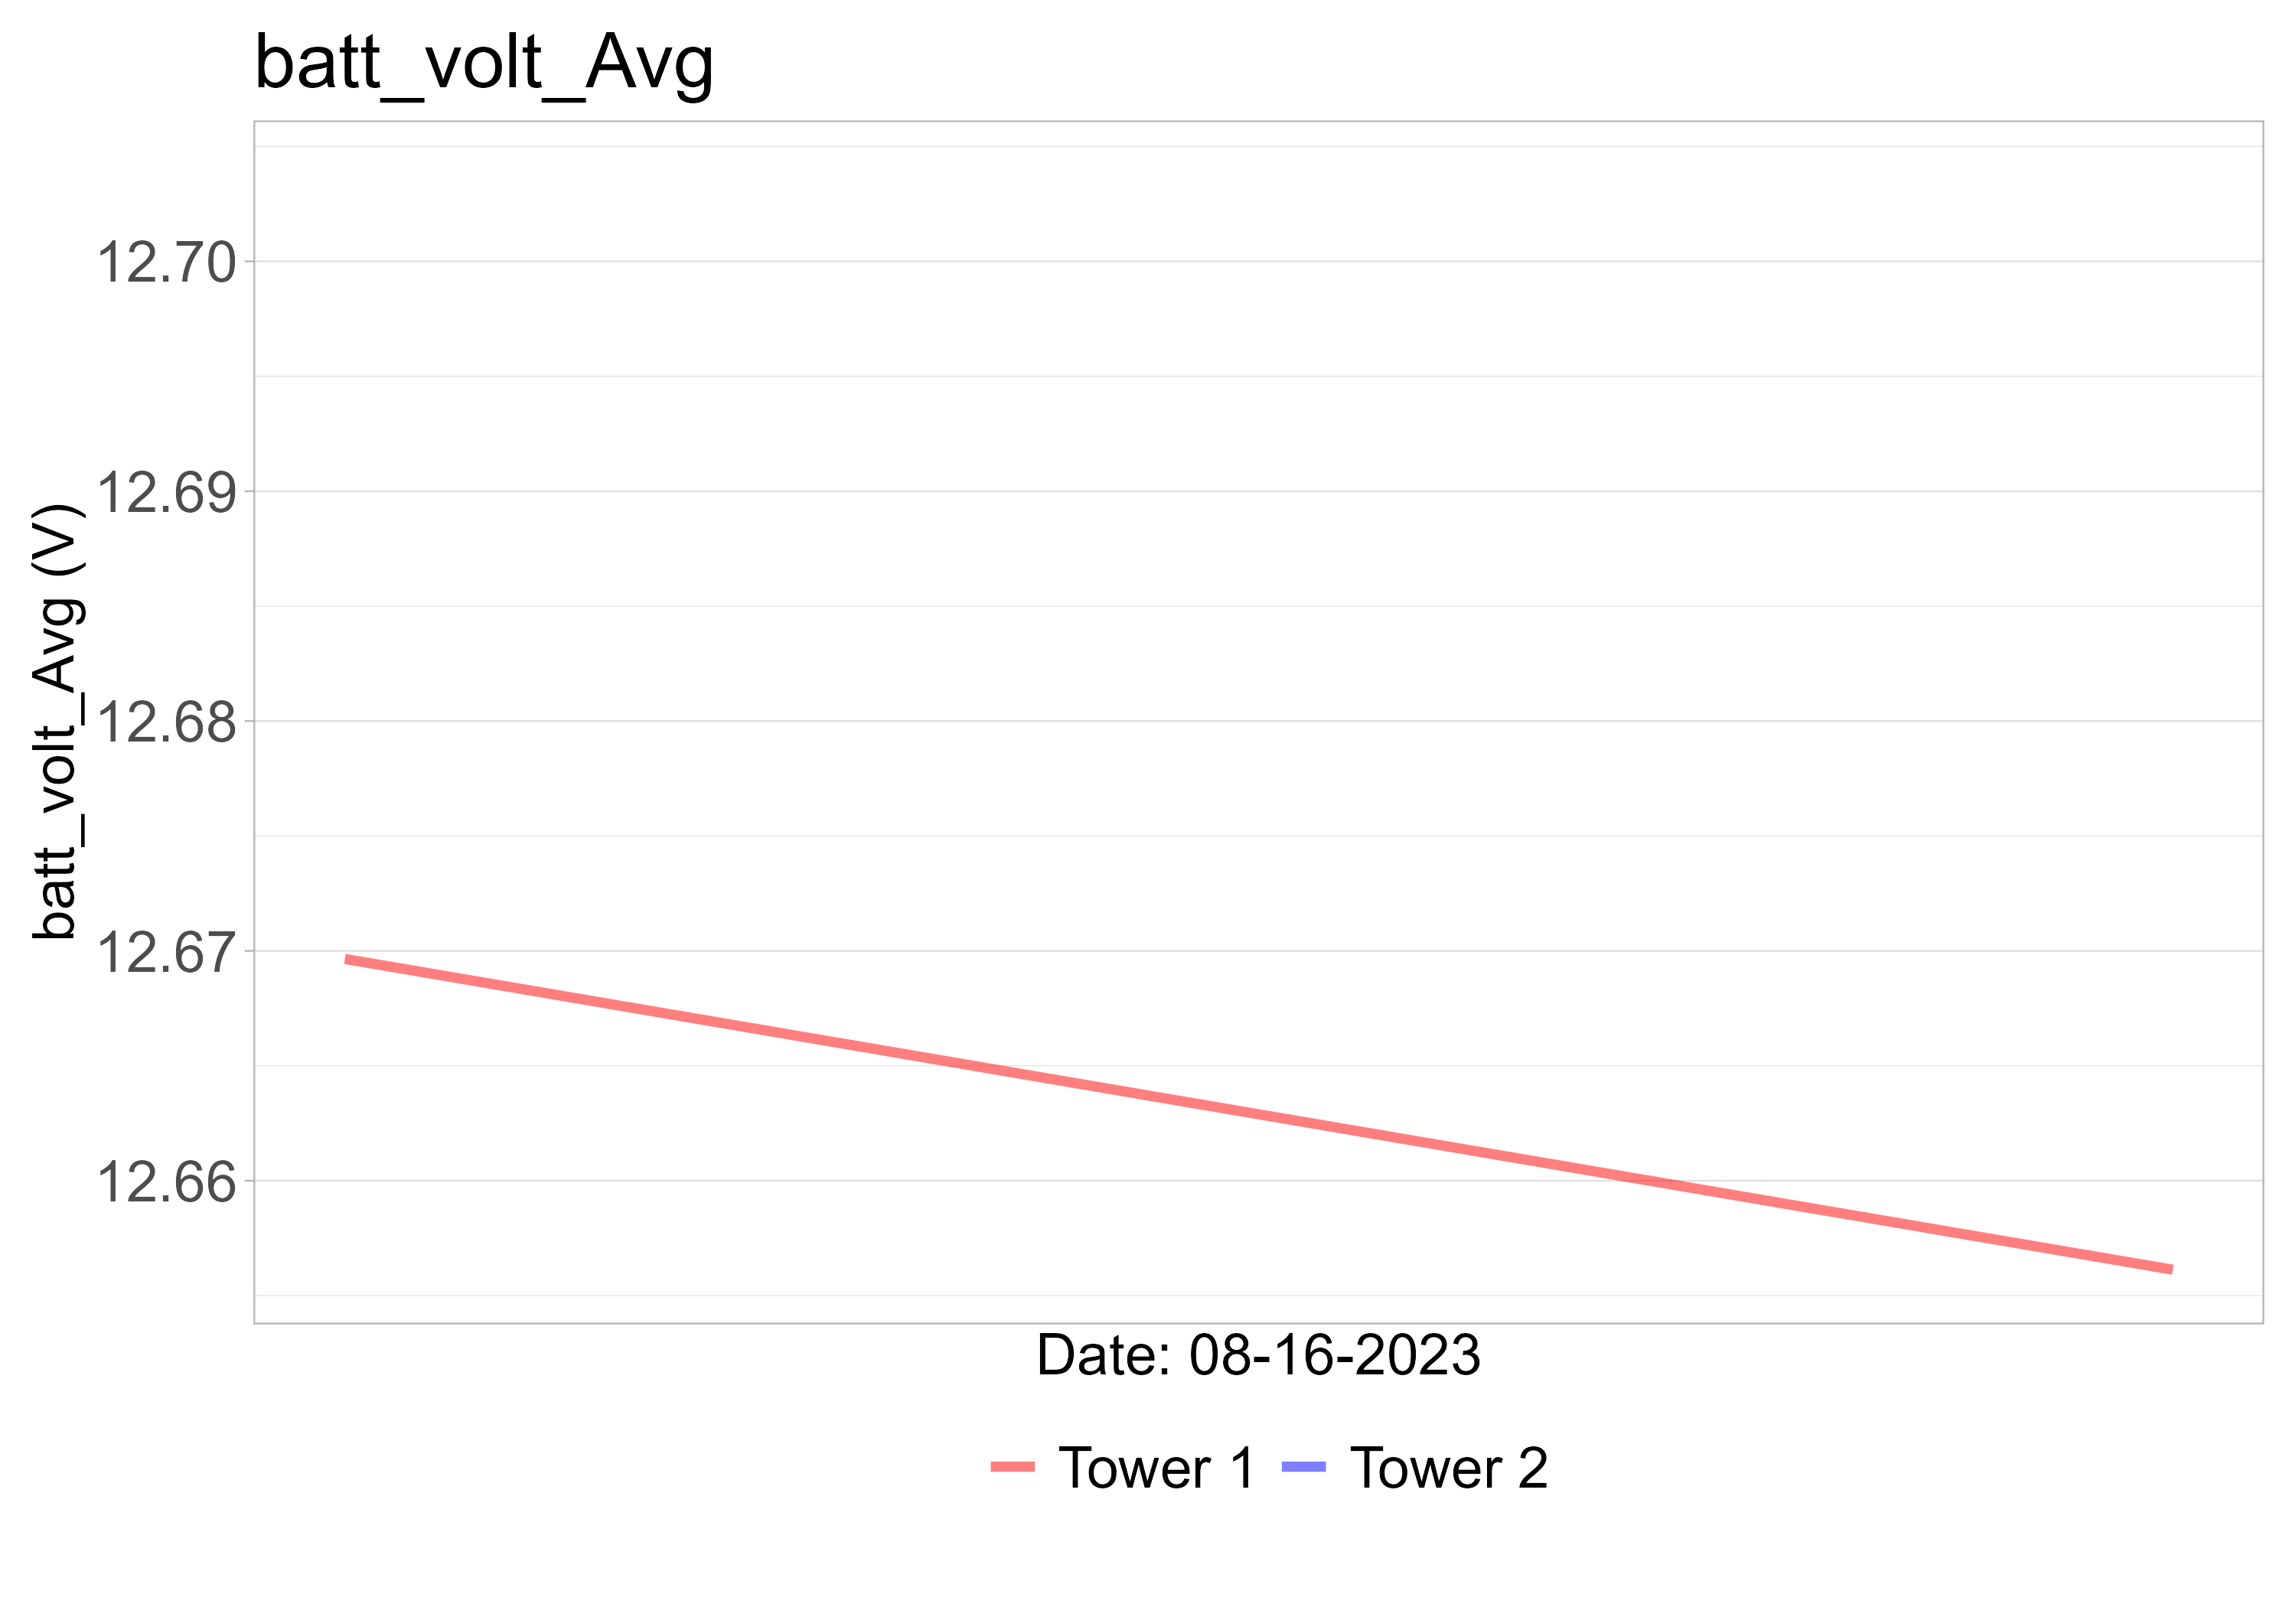 batt_volt_Avg
batt_volt_Avg (V)
12.70
12.69
12.68
12.67
12.66
Date: 08-16-2023
Tower 1 Tower 2